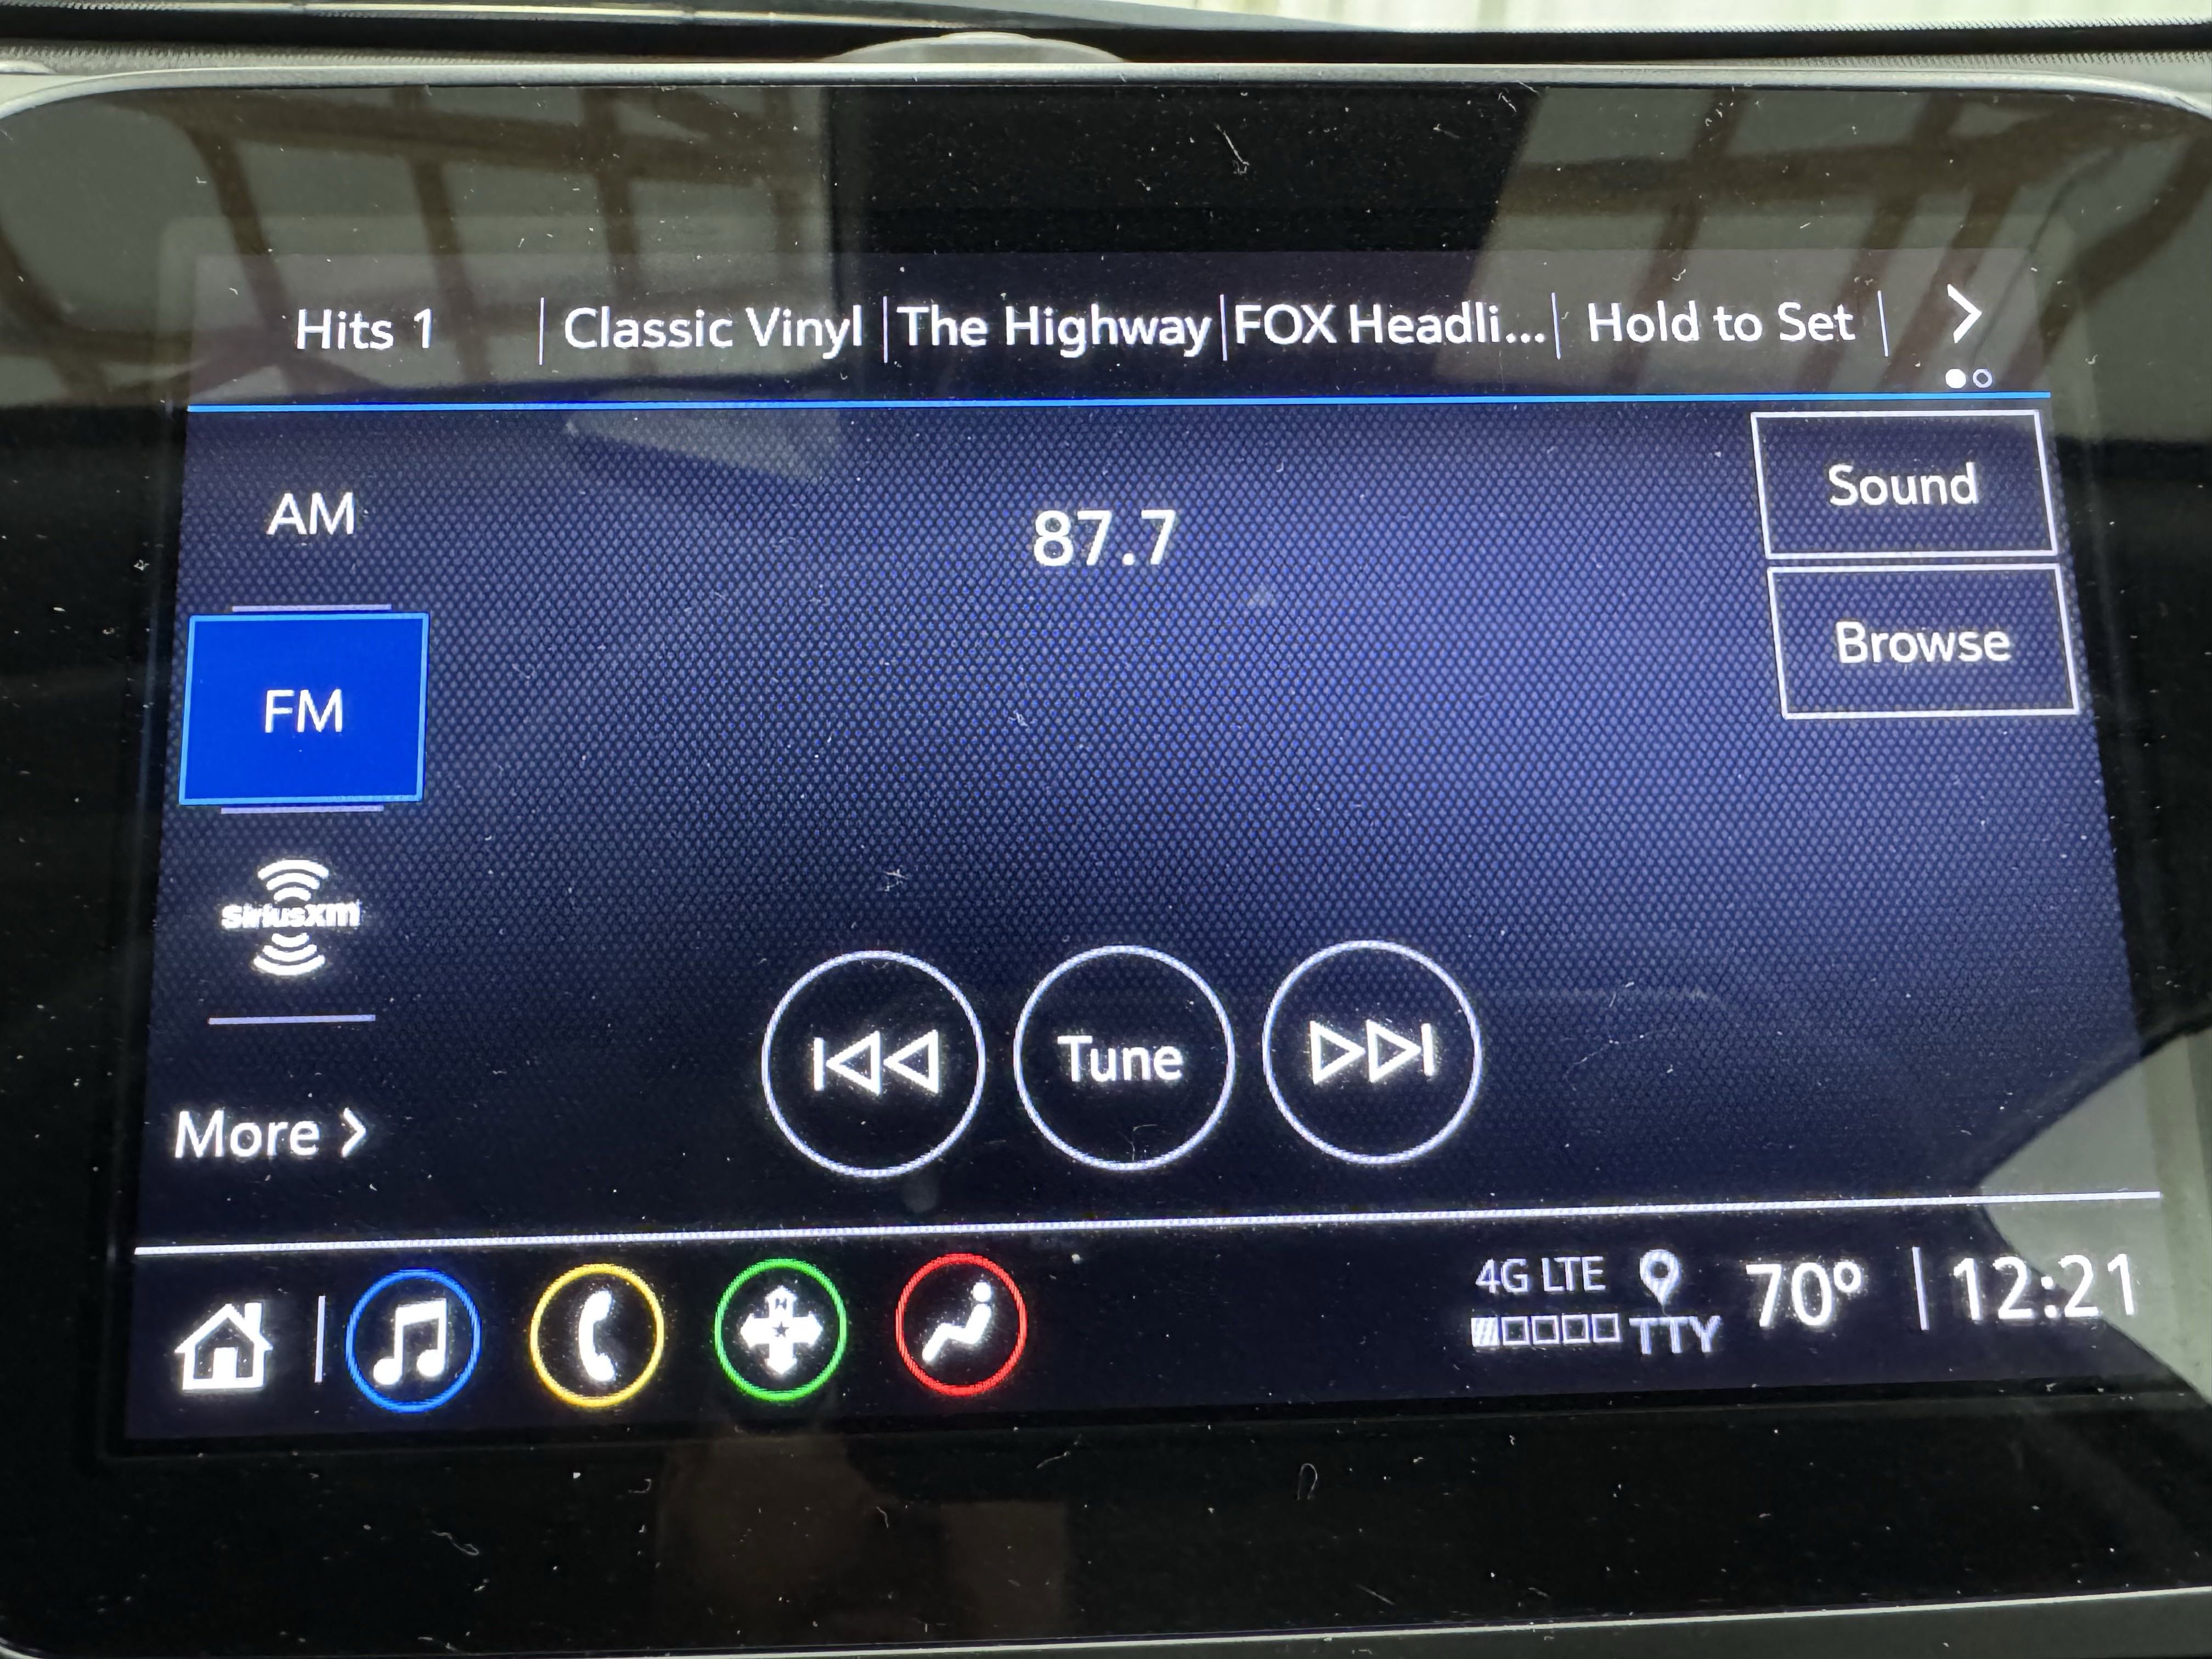 Hits 1
Classic Vinyl
The Highway
FOX Headli...
Hold to Set
AM
87.7
Sound
Browse
FM
siriusxm
Tune
More
4G LTE
TTY
70°
12:21
N